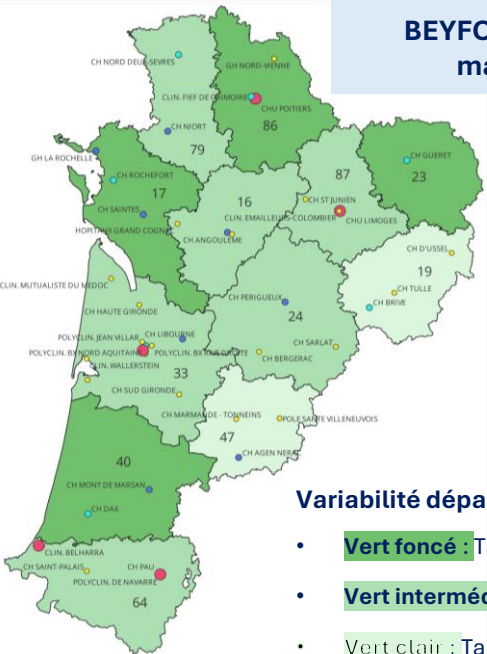 BEYFO
ma
CH NORD DEUX-SEVRES
GH NORD-VIENNE
CLIN. FIEF DE GRIMOIRE
CHU POITIERS
86
CH NIORT
79
GH LA ROCHELLE
CH ROCHEFORT
17
CH SAINTES
HOPITAUX GRAND COGNAC
16
CH ANGOULEME
87
CH ST JUNIEN
CLIN. EMAILLEURS-COLOMBIER
CHU LIMOGES
CH GUERET
23
CH D'USSEL
19
CH TULLE
CH BRIVE
CLIN. MUTUALISTE DU MEDOC
CH HAUTE GIRONDE
CH PERIGUEUX
24
POLYCLIN. JEAN VILLAR
CH LIBOURNE
POLYCLIN. BX NORD AQUITAINE
POLYCLIN. BX RIVE DROITE
CLIN. WALLERSTEIN
33
CH SARLAT
CH BERGERAC
CH SUD GIRONDE
CH MARMANDE - TONNEINS
POLE SANTE VILLENEUVOIS
47
CH AGEN NERAC
40
CH MONT DE MARSAN
CH DAX
CLIN. BELHARRA
CH SAINT-PALAIS
CH PAU
POLYCLIN. DE NAVARRE
64
Variabilité dépa
• Vert foncé : T
• Vert interméd
• Vert clair : Ta